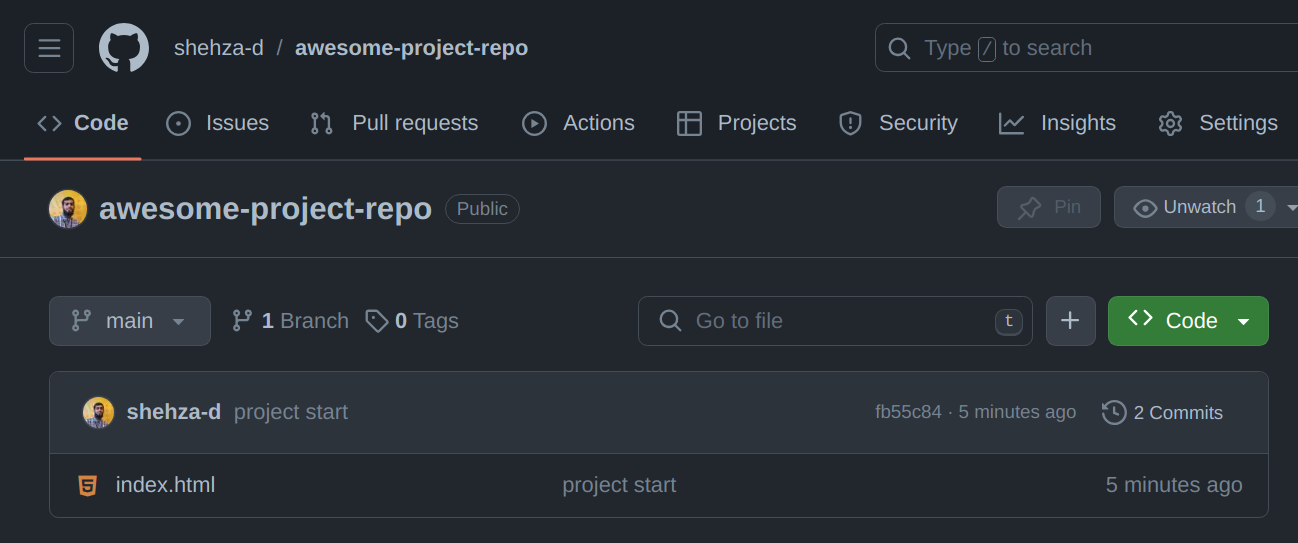 shehza-d / awesome-project-repo Type / to search
Code Issues Pull requests Actions Projects Security Insights Settings
awesome-project-repo Public Pin Unwatch 1
main 1 Branch 0 Tags Go to file t + Code
shehza-d project start fb55c84 · 5 minutes ago 2 Commits
index.html project start 5 minutes ago